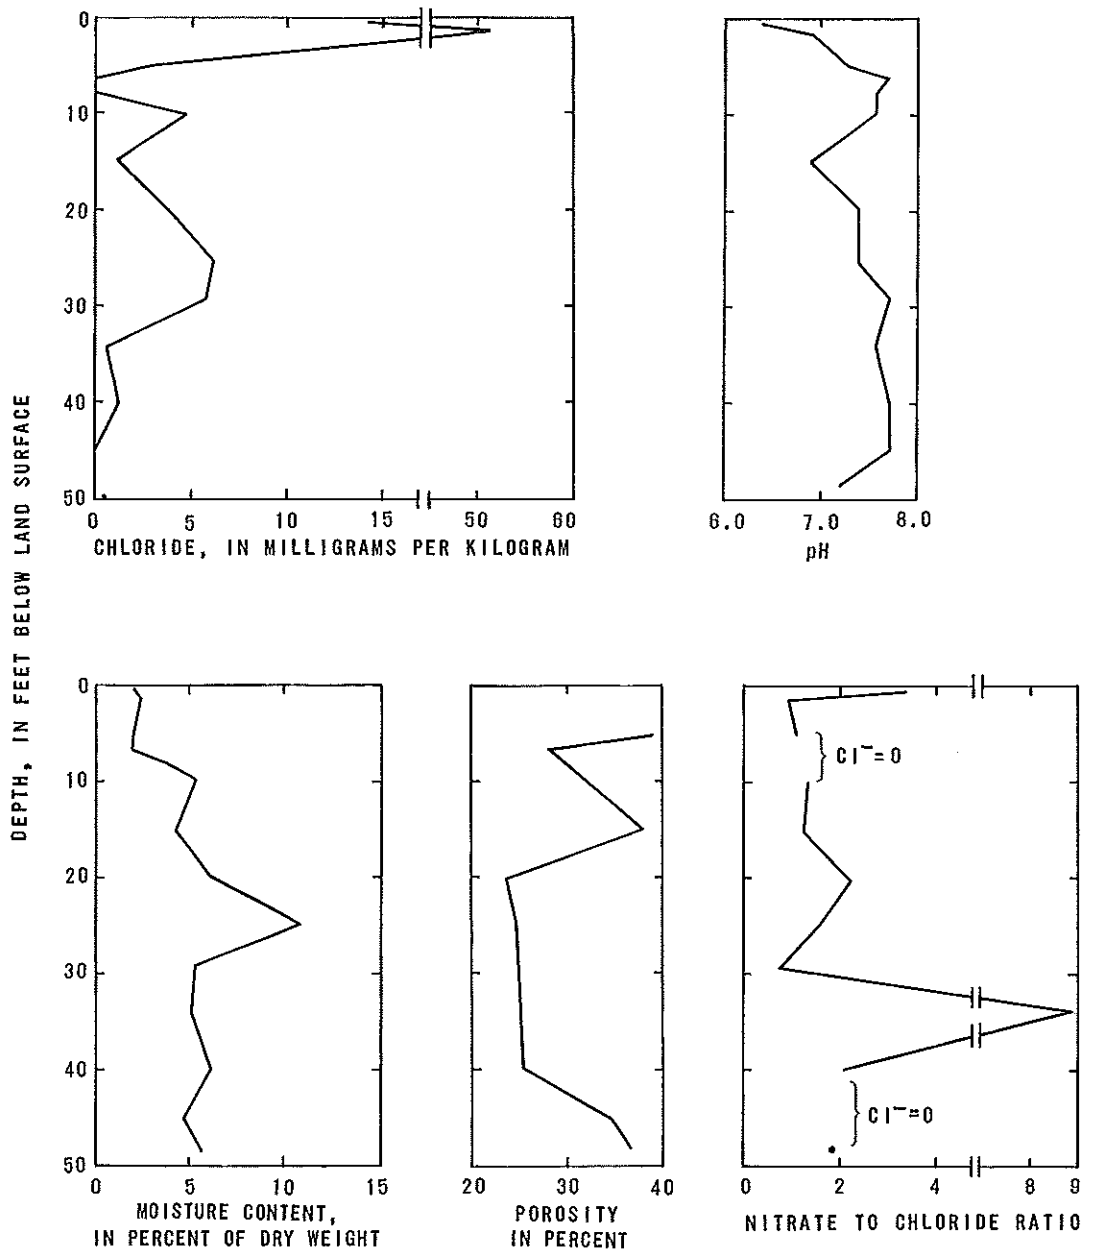 0
10
20
30
40
50
0 5 10 15 50 60
CHLORIDE, IN MILLIGRAMS PER KILOGRAM
6.0 7.0 8.0
pH
DEPTH, IN FEET BELOW LAND SURFACE
0
10
20
30
40
50
0 5 10 15
MOISTURE CONTENT,
IN PERCENT OF DRY WEIGHT
20 30 40
POROSITY
IN PERCENT
Cl⁻=0
Cl⁻=0
0 2 4 8 9
NITRATE TO CHLORIDE RATIO